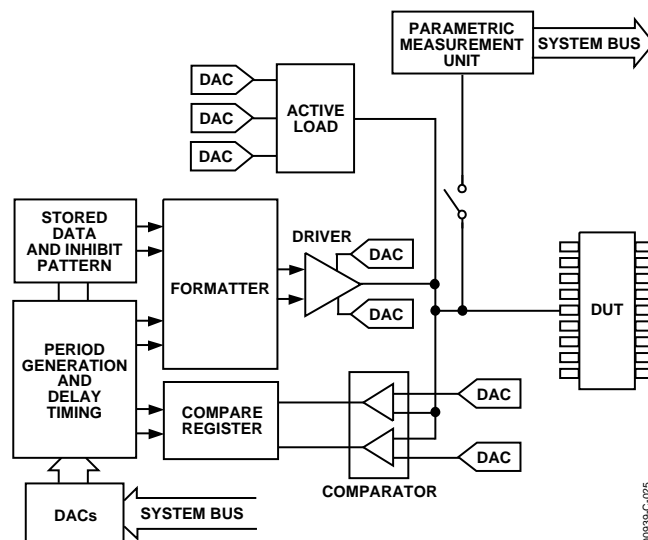 PARAMETRIC
MEASUREMENT
UNIT
SYSTEM BUS
DAC
DAC
DAC
ACTIVE
LOAD
STORED
DATA
AND INHIBIT
PATTERN
FORMATTER
DRIVER
DAC
DAC
DUT
PERIOD
GENERATION
AND
DELAY
TIMING
COMPARE
REGISTER
DAC
DAC
COMPARATOR
DACs
SYSTEM BUS